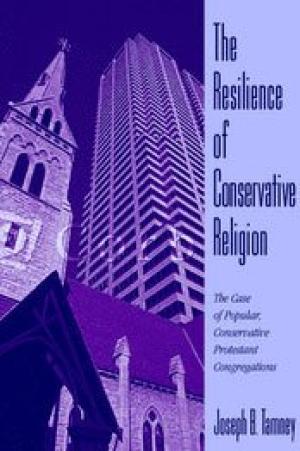 The
Resilience
of
Conservative
Religion
The Case
of Popular,
Conservative
Protestant
Congregations
Joseph B. Tamney